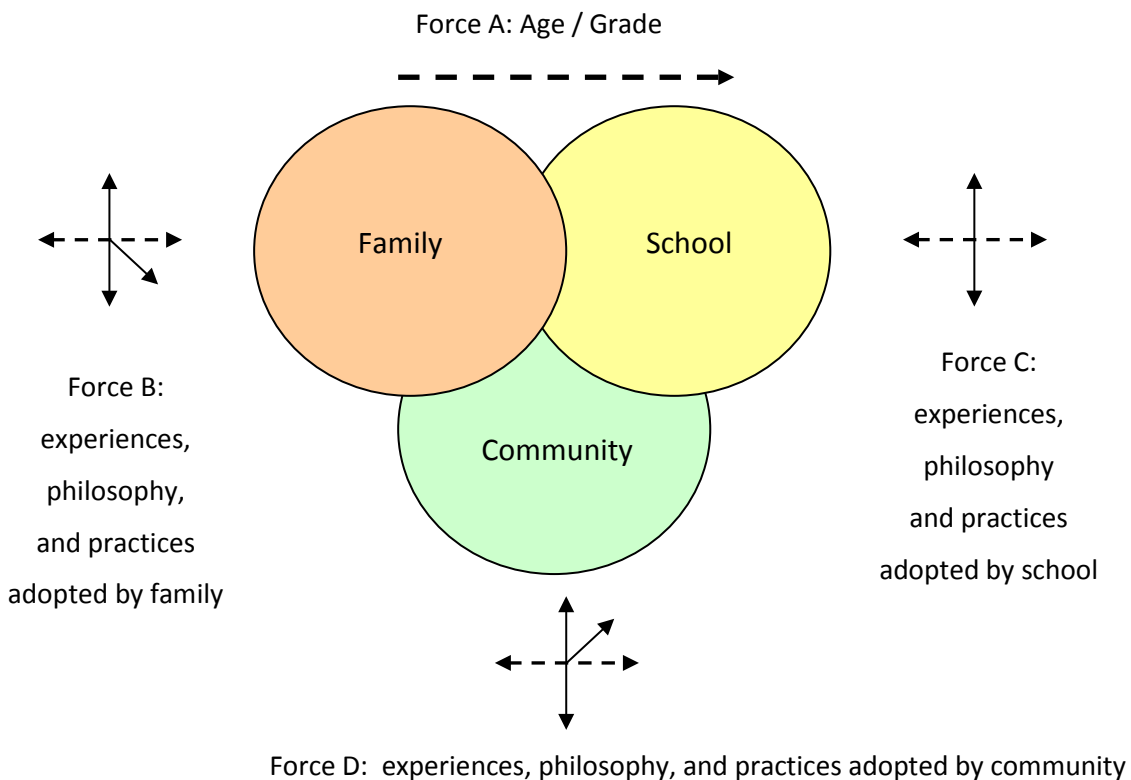 Force A: Age / Grade
Family
School
Community
Force B:
experiences,
philosophy,
and practices
adopted by family
Force C:
experiences,
philosophy
and practices
adopted by school
Force D:  experiences, philosophy, and practices adopted by community